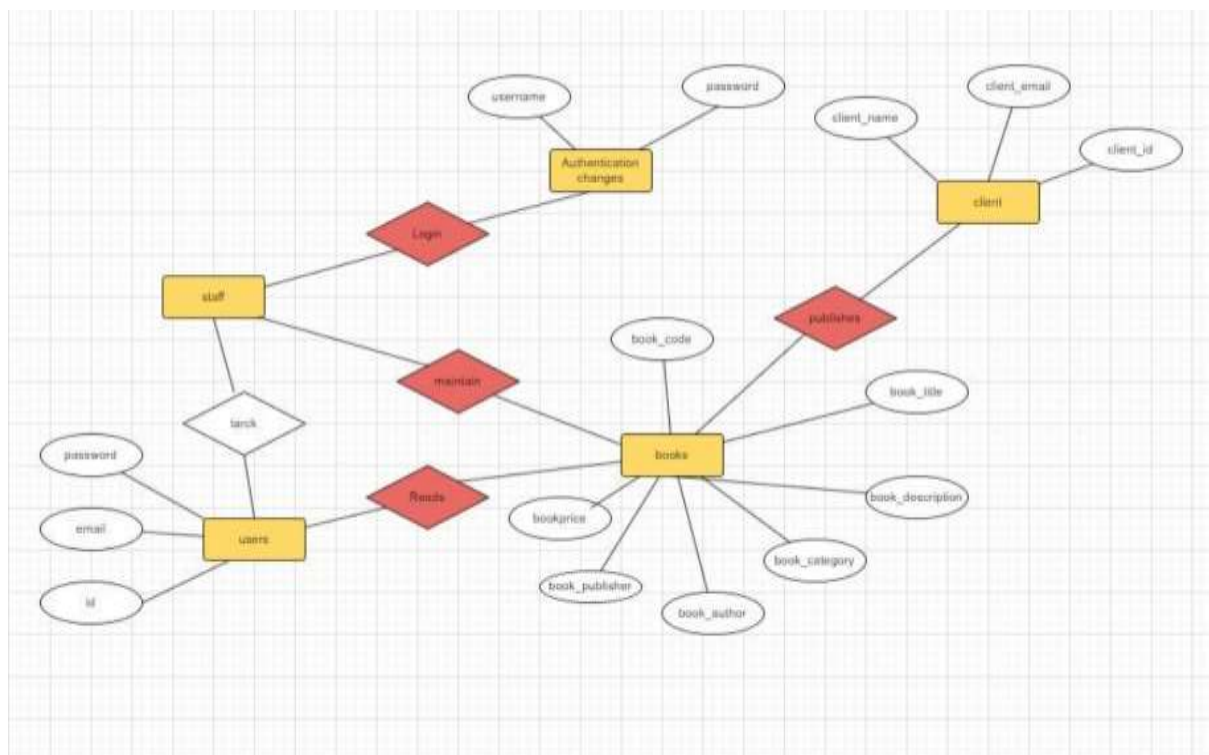 username
password
client_email
client_name
client_id
Authentication
changes
client
Login
staff
publishes
book_code
maintain
book_title
tarck
password
books
Reads
book_description
bookprice
email
users
book_category
book_publisher
id
book_author